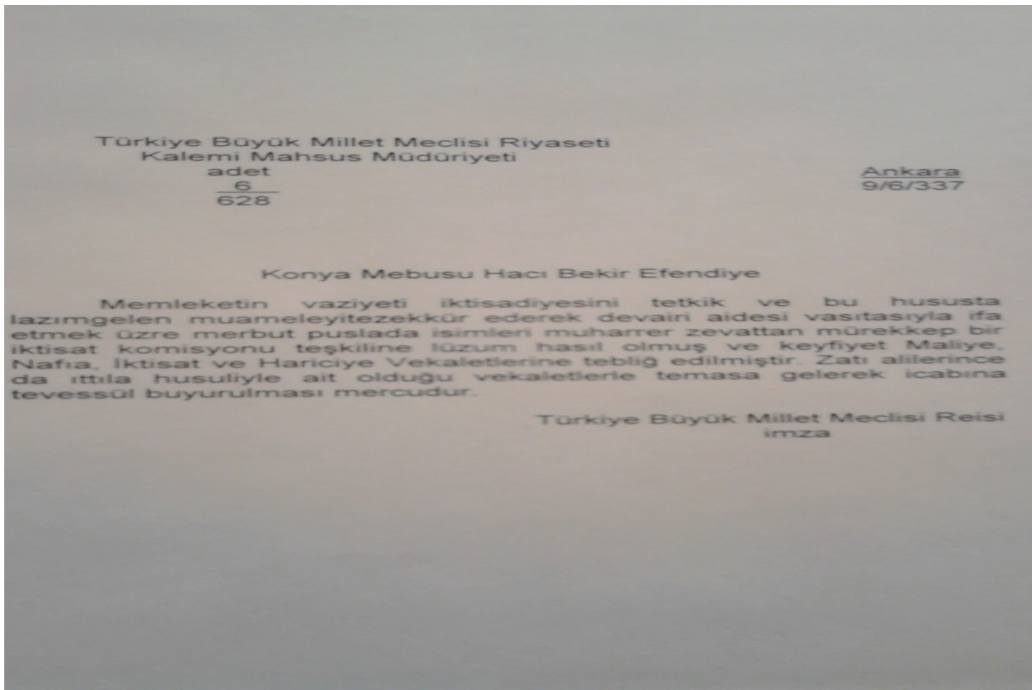 Türkiye Büyük Millet Meclisi Riyaseti
Kalemi Mahsus Müdüriyeti
adet
6
628
Ankara
9/6/337
Konya Mebusu Hacı Bekir Efendiye
Memleketin vaziyeti iktisadiyesini tetkik ve bu hususta
lazımgelen muameleyitezekkür ederek devairi aidesi vasıtasıyla ifa
etmek üzre merbut puslada isimleri muharrer zevattan mürekkep bir
iktisat komisyonu teşkiline lüzum hasıl olmuş ve keyfiyet Maliye,
Nafıa, İktisat ve Hariciye Vekaletlerine tebliğ edilmiştir. Zatı alilerince
da ıttıla husuliyle ait olduğu vekaletlerle temasa gelerek icabına
tevessül buyurulması mercudur.
Türkiye Büyük Millet Meclisi Reisi
imza